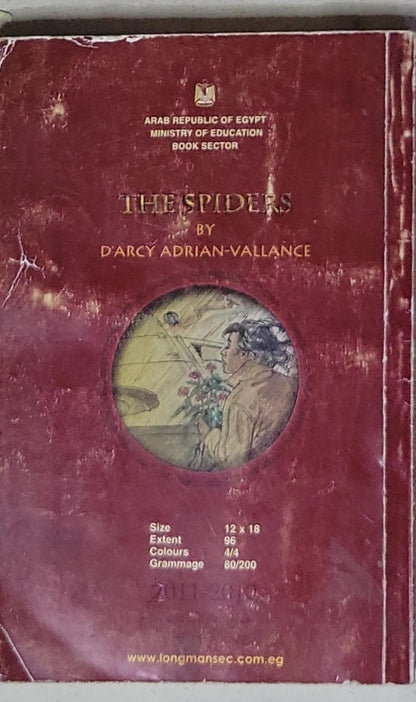 ARAB REPUBLIC OF EGYPT
MINISTRY OF EDUCATION
BOOK SECTOR
THE SPIDERS
BY
D'ARCY ADRIAN-VALLANCE
Size 12 x 18
Extent 96
Colours 4/4
Grammage 80/200
www.longmansec.com.eg